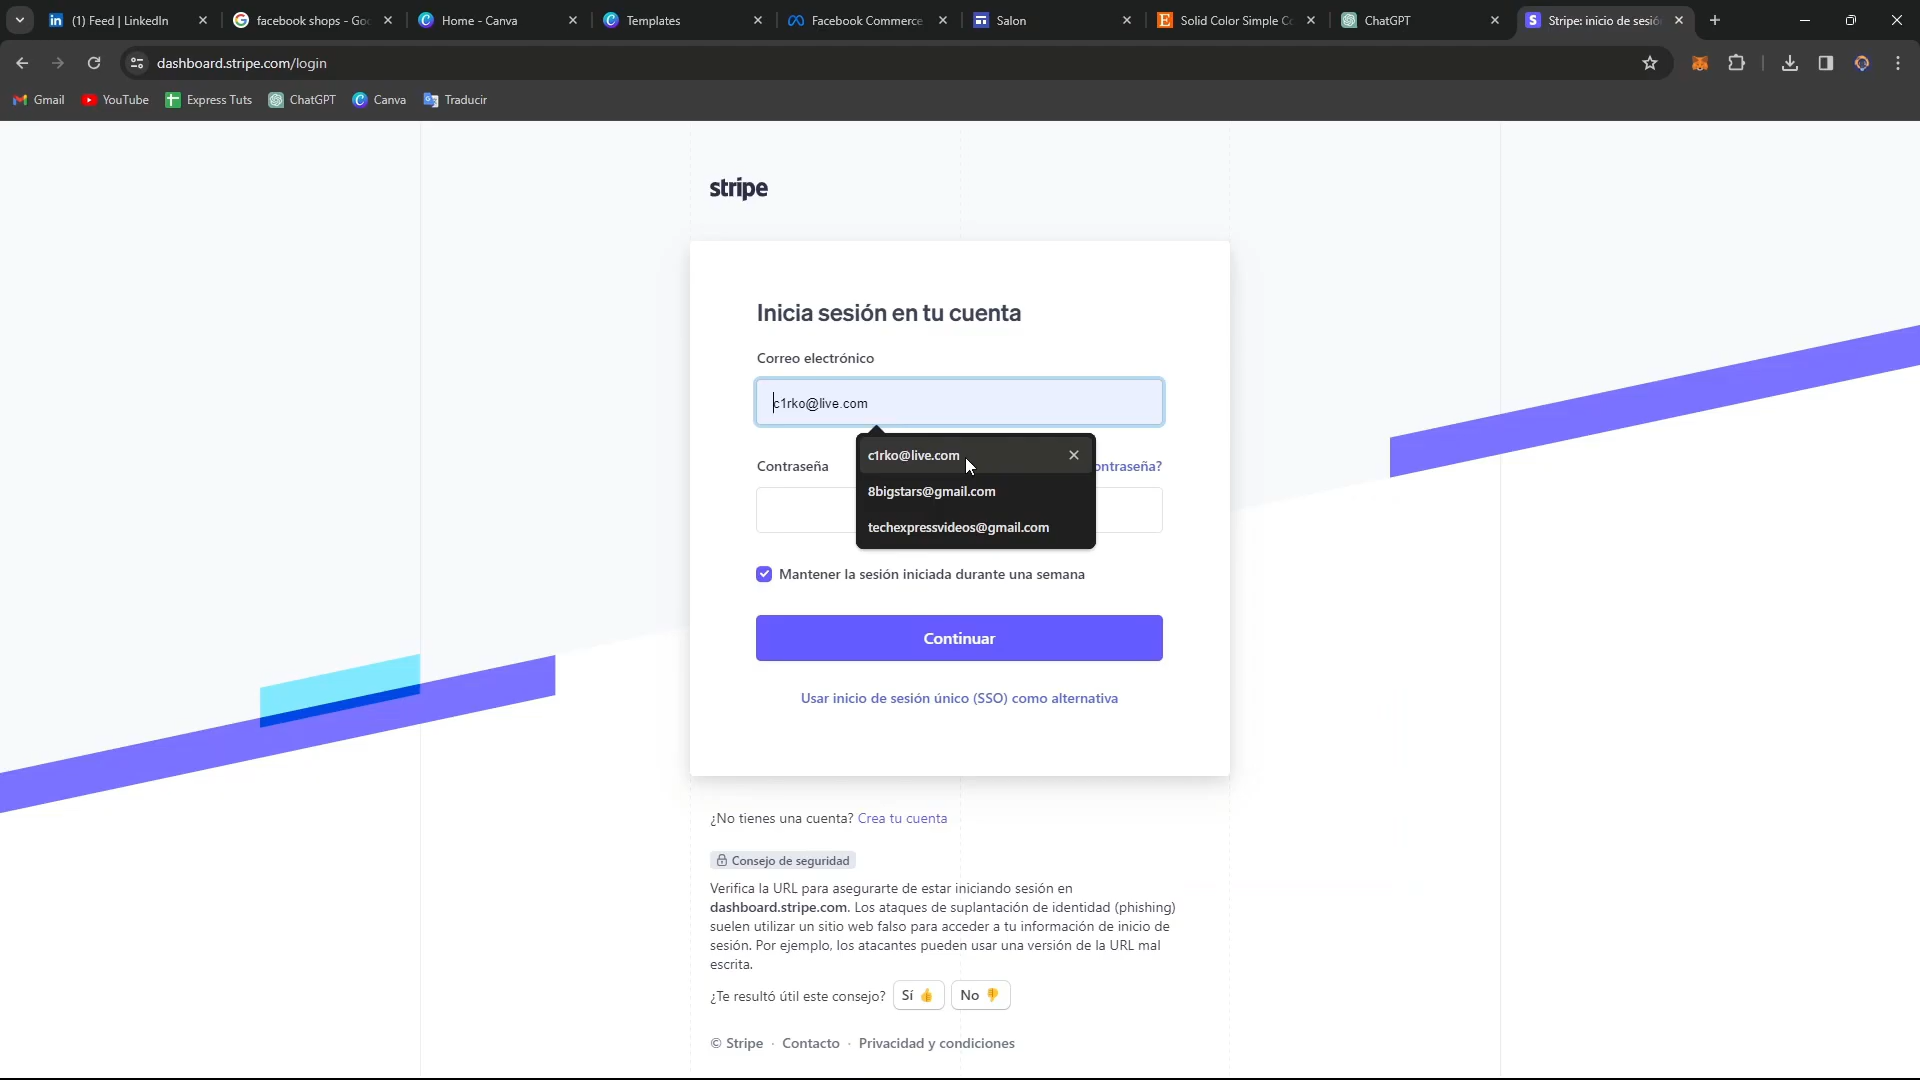 (1) Feed | LinkedIn
facebook shops - Goo
Home - Canva
Templates
Facebook Commerce
Salon
Solid Color Simple Co
ChatGPT
Stripe: inicio de sesió
dashboard.stripe.com/login
Gmail
YouTube
Express Tuts
ChatGPT
Canva
Traducir
stripe
Inicia sesión en tu cuenta
Correo electrónico
c1rko@live.com
c1rko@live.com
Contraseña
ontraseña?
8bigstars@gmail.com
techexpressvideos@gmail.com
Mantener la sesión iniciada durante una semana
Continuar
Usar inicio de sesión único (SSO) como alternativa
¿No tienes una cuenta? Crea tu cuenta
Consejo de seguridad
Verifica la URL para asegurarte de estar iniciando sesión en
dashboard.stripe.com. Los ataques de suplantación de identidad (phishing)
suelen utilizar un sitio web falso para acceder a tu información de inicio de
sesión. Por ejemplo, los atacantes pueden usar una versión de la URL mal
escrita.
¿Te resultó útil este consejo? Sí 👍 No 👎
© Stripe · Contacto · Privacidad y condiciones